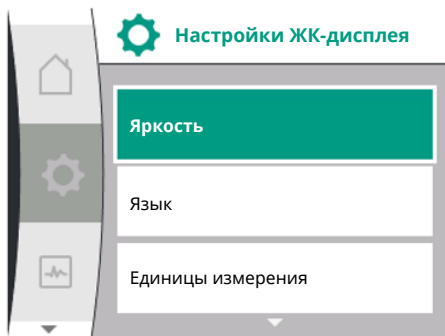 Настройки ЖК-дисплея
Яркость
Язык
Единицы измерения